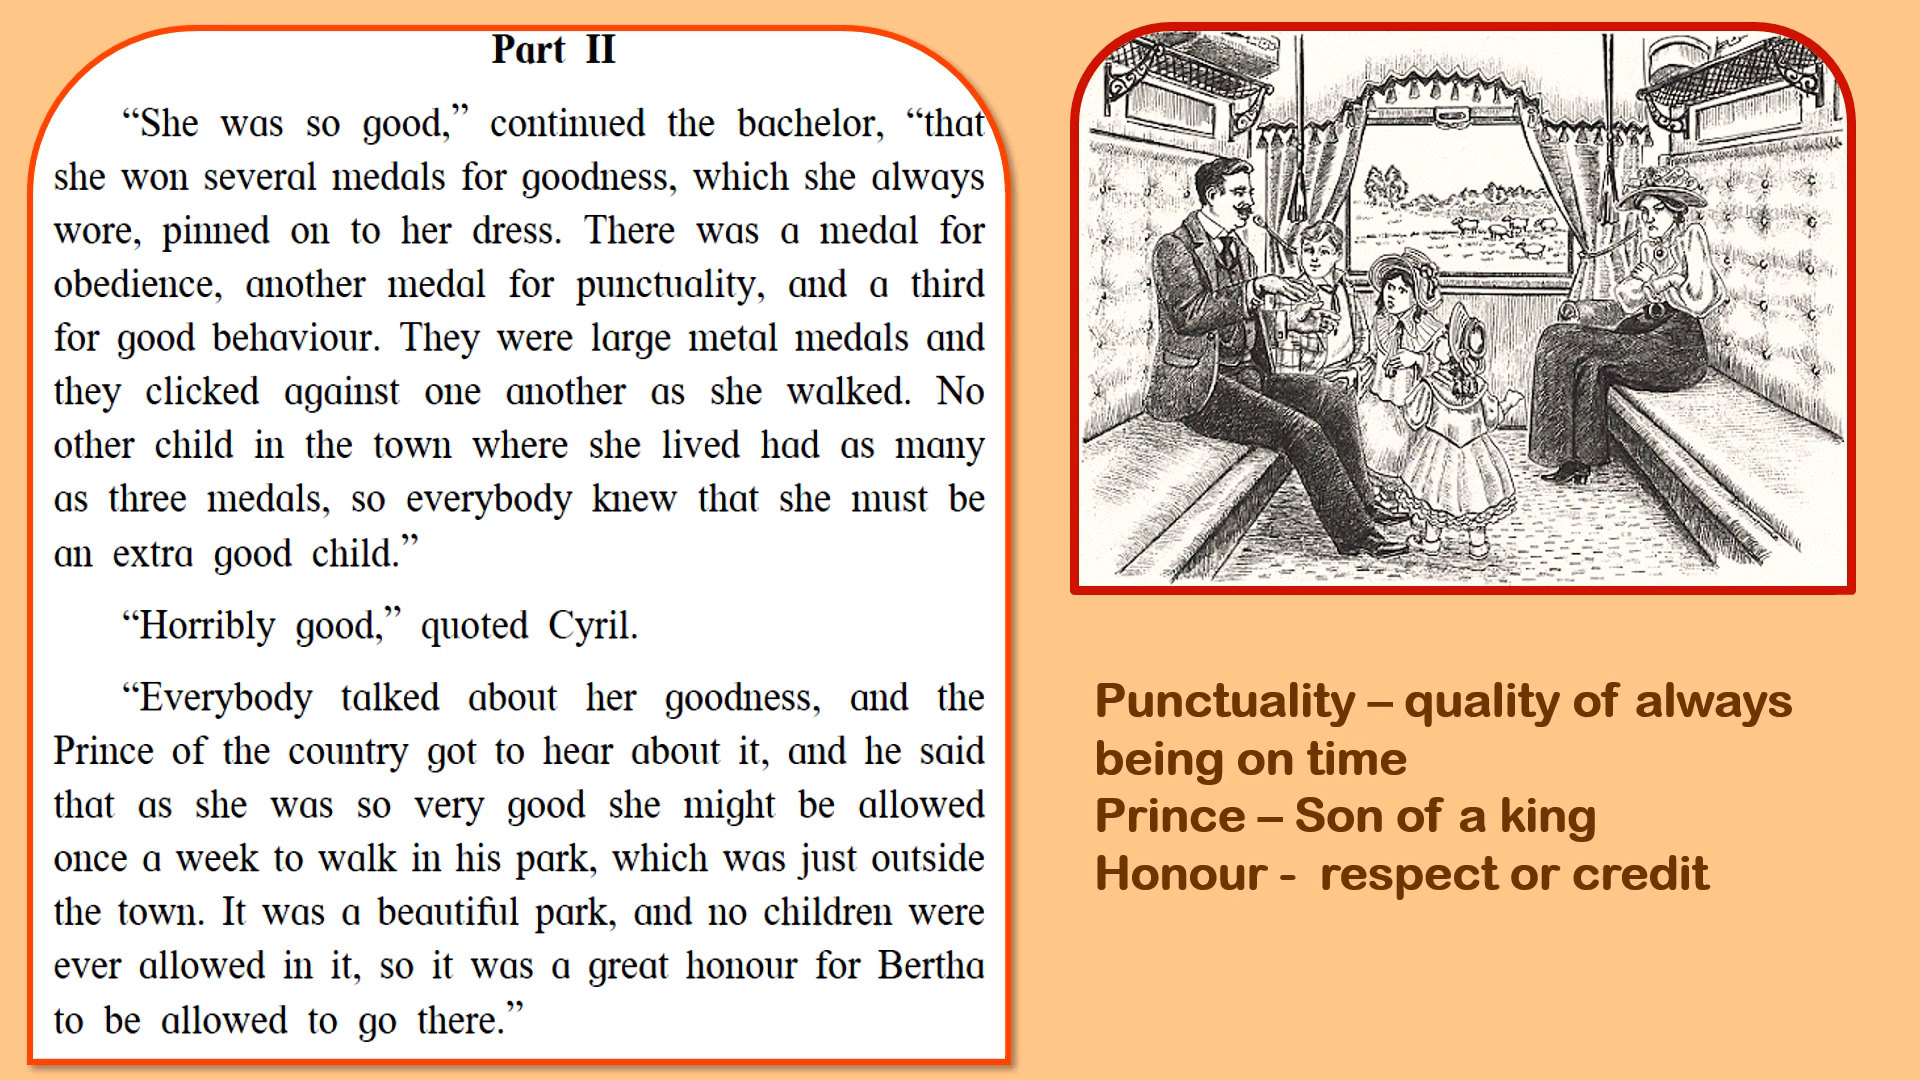 Part II
“She was so good,” continued the bachelor, “that
she won several medals for goodness, which she always
wore, pinned on to her dress. There was a medal for
obedience, another medal for punctuality, and a third
for good behaviour. They were large metal medals and
they clicked against one another as she walked. No
other child in the town where she lived had as many
as three medals, so everybody knew that she must be
an extra good child.”
“Horribly good,” quoted Cyril.
“Everybody talked about her goodness, and the
Prince of the country got to hear about it, and he said
that as she was so very good she might be allowed
once a week to walk in his park, which was just outside
the town. It was a beautiful park, and no children were
ever allowed in it, so it was a great honour for Bertha
to be allowed to go there.”
Punctuality – quality of always
being on time
Prince – Son of a king
Honour - respect or credit